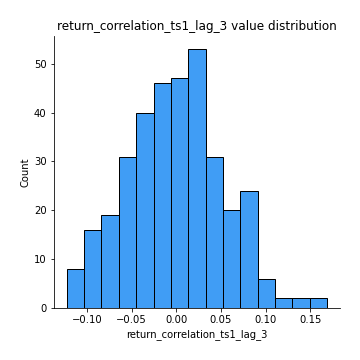 return_correlation_ts1_lag_3 value distribution
50
40
30
20
10
0
Count
−0.10 −0.05 0.00 0.05 0.10 0.15
return_correlation_ts1_lag_3